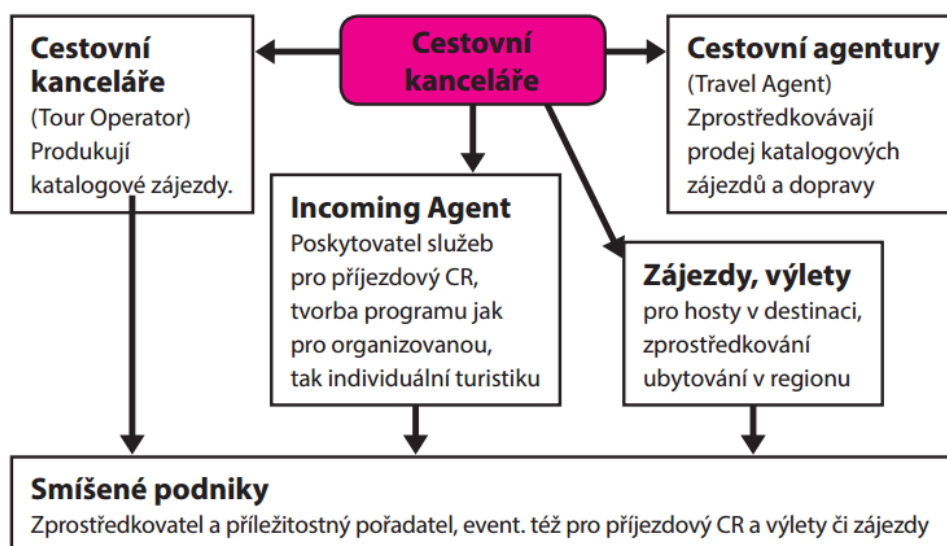 Cestovní
kanceláře
(Tour Operator)
Produkují
katalogové zájezdy.
Cestovní
kanceláře
Cestovní agentury
(Travel Agent)
Zprostředkovávají
prodej katalogových
zájezdů a dopravy
Incoming Agent
Poskytovatel služeb
pro příjezdový CR,
tvorba programu jak
pro organizovanou,
tak individuální turistiku
Zájezdy, výlety
pro hosty v destinaci,
zprostředkování
ubytování v regionu
Smíšené podniky
Zprostředkovatel a příležitostný pořadatel, event. též pro příjezdový CR a výlety či zájezdy